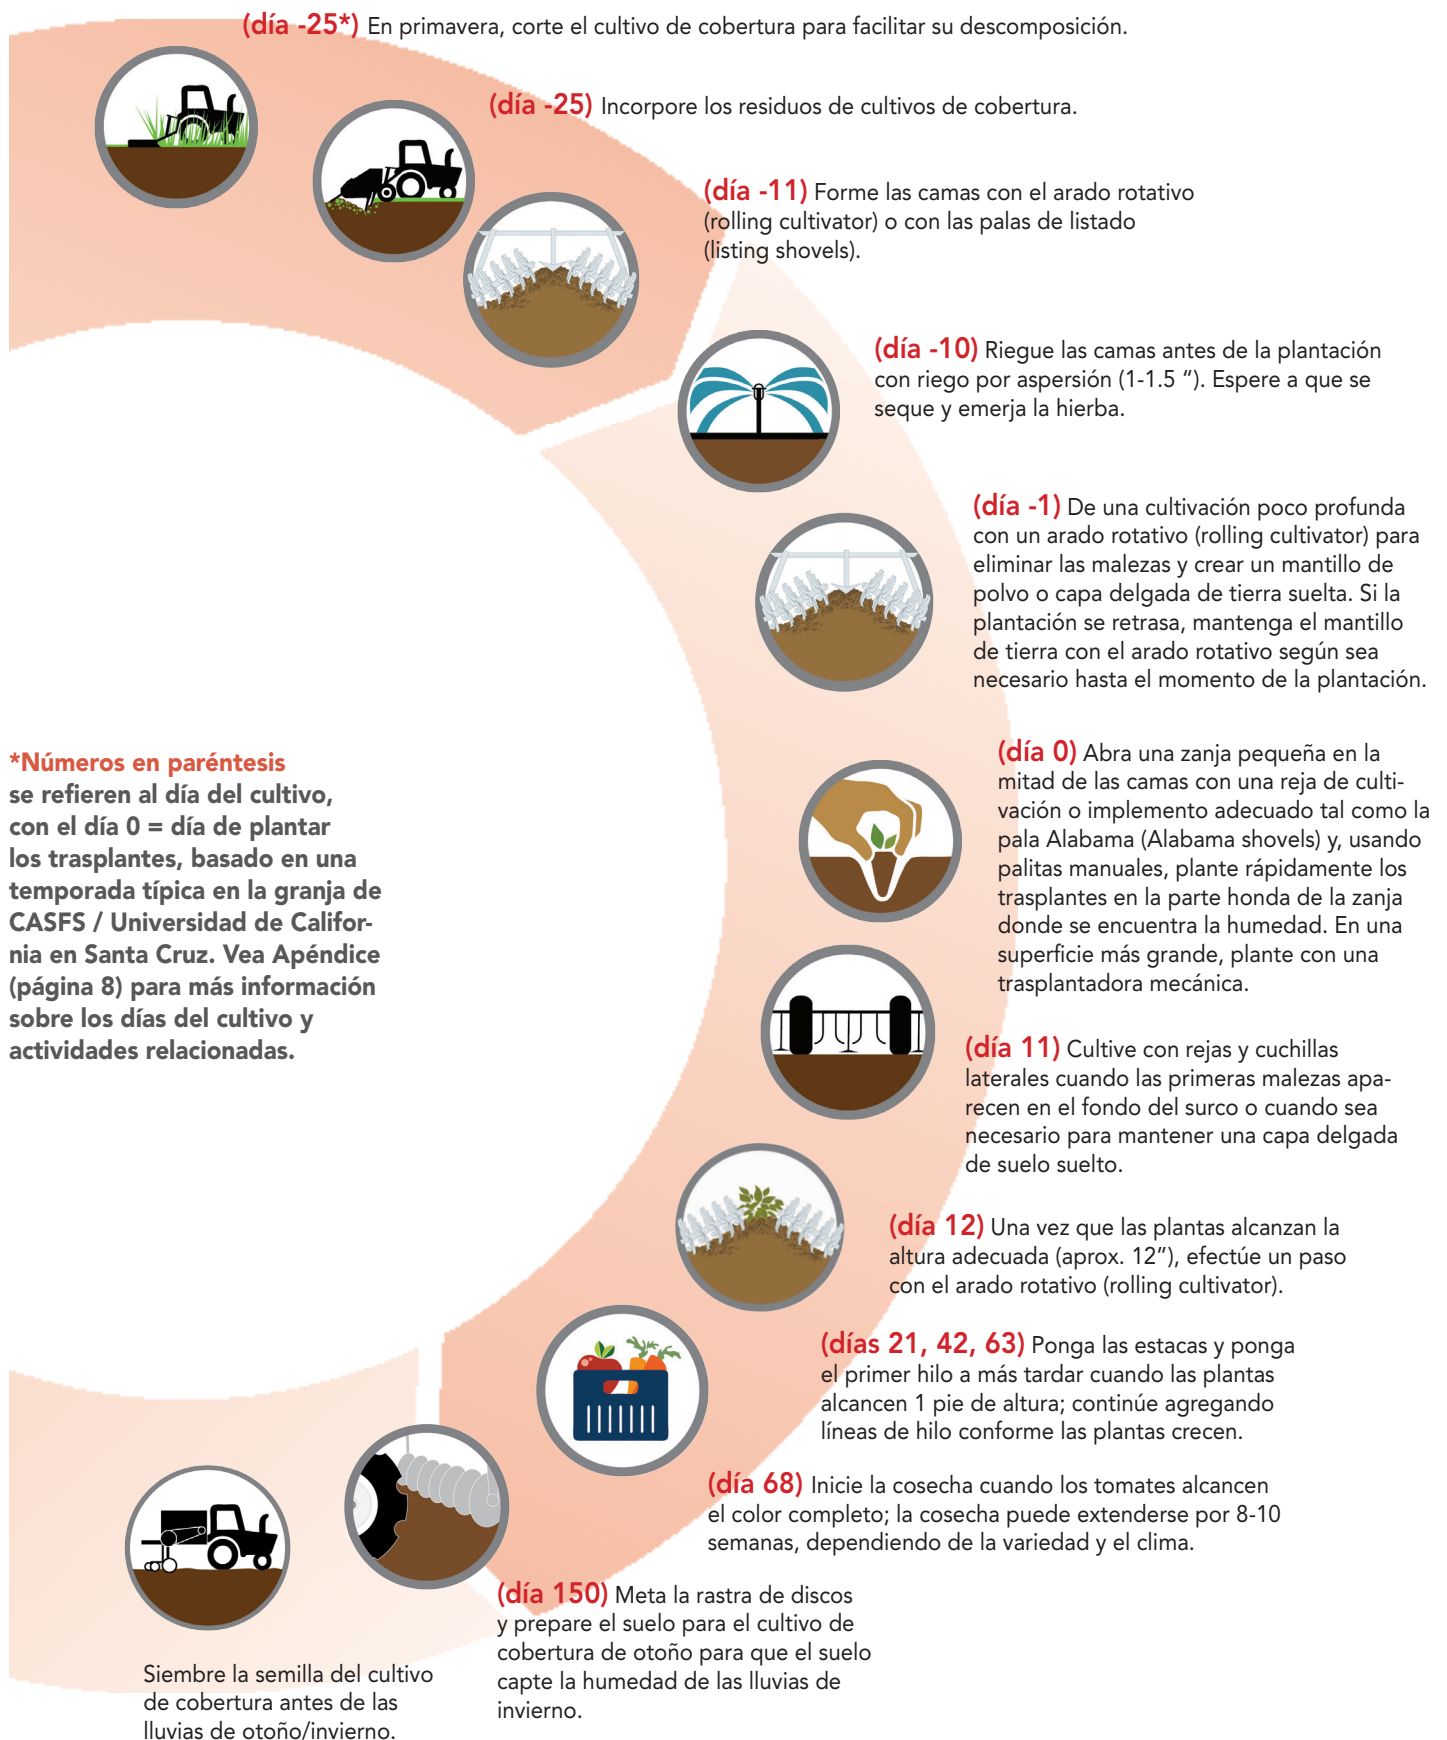 (día -25*) En primavera, corte el cultivo de cobertura para facilitar su descomposición.
(día -25) Incorpore los residuos de cultivos de cobertura.
(día -11) Forme las camas con el arado rotativo
(rolling cultivator) o con las palas de listado
(listing shovels).
(día -10) Riegue las camas antes de la plantación
con riego por aspersión (1-1.5 ”). Espere a que se
seque y emerja la hierba.
(día -1) De una cultivación poco profunda
con un arado rotativo (rolling cultivator) para
eliminar las malezas y crear un mantillo de
polvo o capa delgada de tierra suelta. Si la
plantación se retrasa, mantenga el mantillo
de tierra con el arado rotativo según sea
necesario hasta el momento de la plantación.
*Números en paréntesis
se refieren al día del cultivo,
con el día 0 = día de plantar
los trasplantes, basado en una
temporada típica en la granja de
CASFS / Universidad de Califor-
nia en Santa Cruz. Vea Apéndice
(página 8) para más información
sobre los días del cultivo y
actividades relacionadas.
(día 0) Abra una zanja pequeña en la
mitad de las camas con una reja de culti-
vación o implemento adecuado tal como la
pala Alabama (Alabama shovels) y, usando
palitas manuales, plante rápidamente los
trasplantes en la parte honda de la zanja
donde se encuentra la humedad. En una
superficie más grande, plante con una
trasplantadora mecánica.
(día 11) Cultive con rejas y cuchillas
laterales cuando las primeras malezas apa-
recen en el fondo del surco o cuando sea
necesario para mantener una capa delgada
de suelo suelto.
(día 12) Una vez que las plantas alcanzan la
altura adecuada (aprox. 12”), efectúe un paso
con el arado rotativo (rolling cultivator).
(días 21, 42, 63) Ponga las estacas y ponga
el primer hilo a más tardar cuando las plantas
alcancen 1 pie de altura; continúe agregando
líneas de hilo conforme las plantas crecen.
(día 68) Inicie la cosecha cuando los tomates alcancen
el color completo; la cosecha puede extenderse por 8-10
semanas, dependiendo de la variedad y el clima.
(día 150) Meta la rastra de discos
y prepare el suelo para el cultivo de
cobertura de otoño para que el suelo
capte la humedad de las lluvias de
invierno.
Siembre la semilla del cultivo
de cobertura antes de las
lluvias de otoño/invierno.